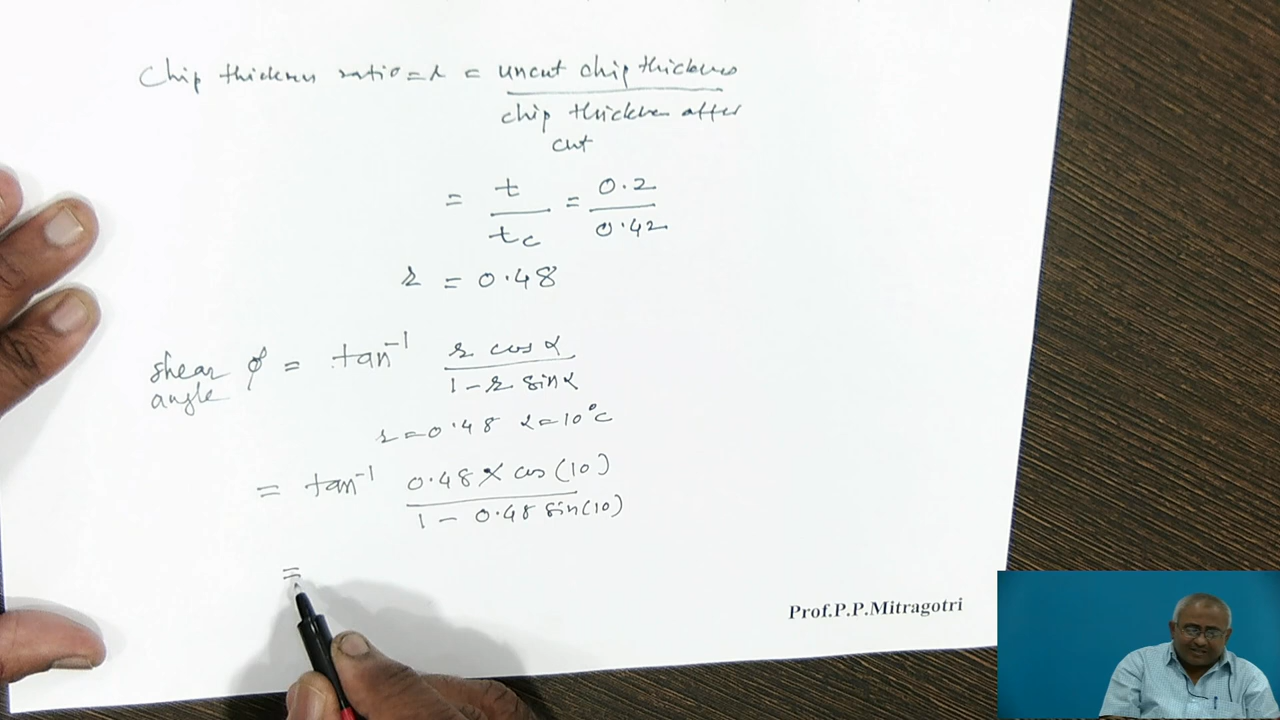 Chip thickness ratio = r = uncut chip thickness
chip thickness after
cut
= t / tc = 0.2 / 0.42
r = 0.48
shear angle φ = tan⁻¹ r cos α / 1 - r sin α
r = 0.48 α = 10°c
= tan⁻¹ 0.48 × cos (10) / 1 - 0.48 sin(10)
=
Prof.P.P.Mitragotri